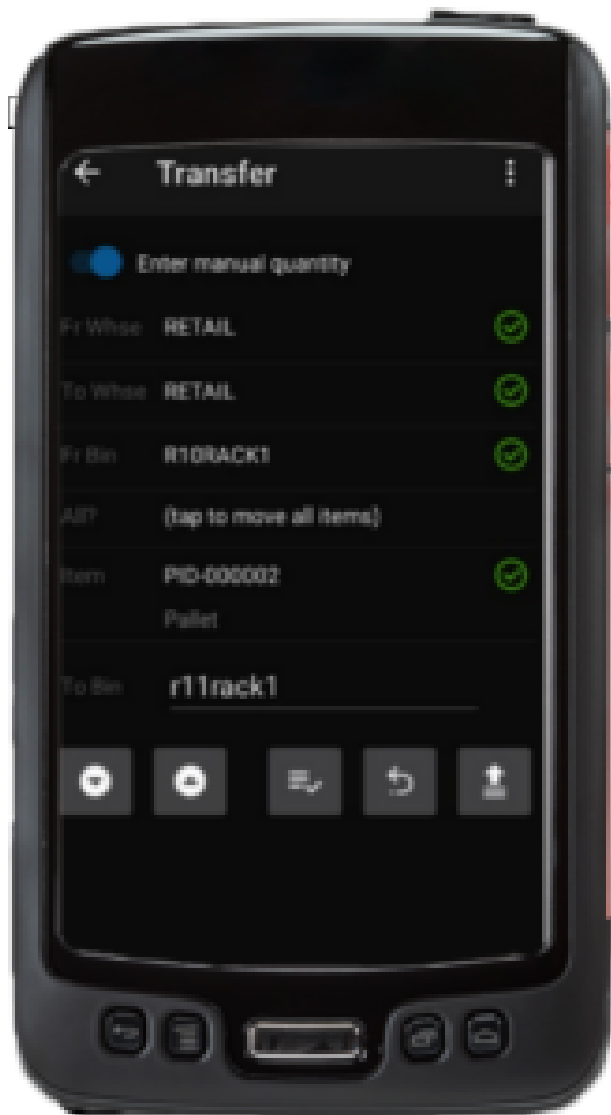 Transfer
Enter manual quantity
Fr Whse RETAIL
To Whse RETAIL
Fr Bin R10RACK1
All? (tap to move all items)
Item PID-000002
Pallet
To Bin r11rack1